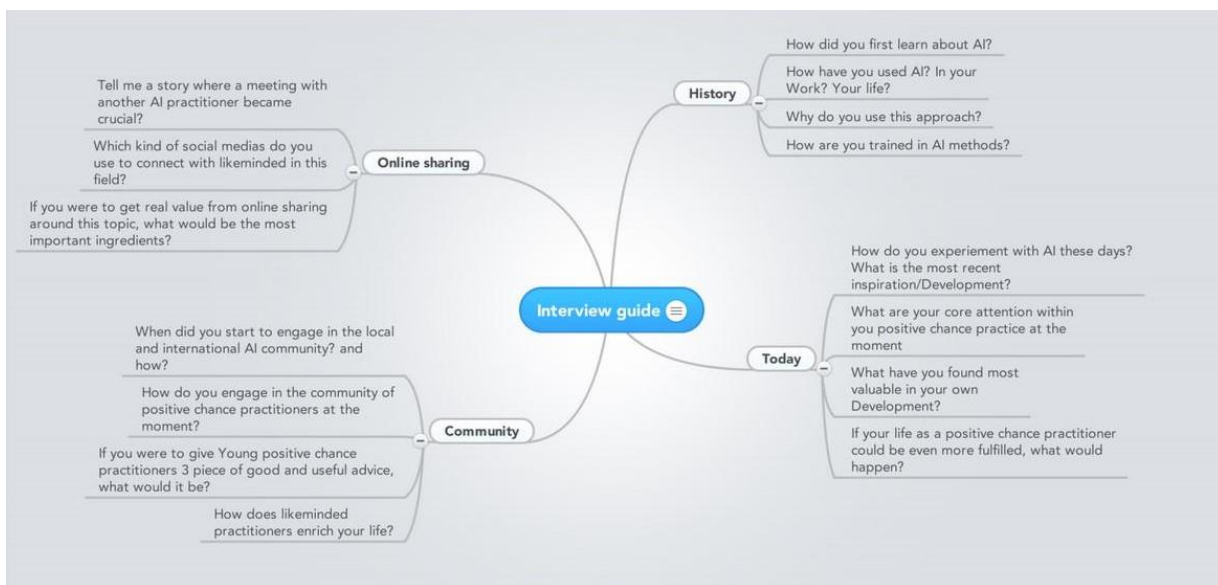 Interview guide
History
How did you first learn about AI?
How have you used AI? In your
Work? Your life?
Why do you use this approach?
How are you trained in AI methods?
Today
How do you experiement with AI these days?
What is the most recent
inspiration/Development?
What are your core attention within
you positive chance practice at the
moment
What have you found most
valuable in your own
Development?
If your life as a positive chance practitioner
could be even more fulfilled, what would
happen?
Online sharing
Tell me a story where a meeting with
another AI practitioner became
crucial?
Which kind of social medias do you
use to connect with likeminded in this
field?
If you were to get real value from online sharing
around this topic, what would be the most
important ingredients?
Community
When did you start to engage in the local
and international AI community? and
how?
How do you engage in the community of
positive chance practitioners at the
moment?
If you were to give Young positive chance
practitioners 3 piece of good and useful advice,
what would it be?
How does likeminded
practitioners enrich your life?